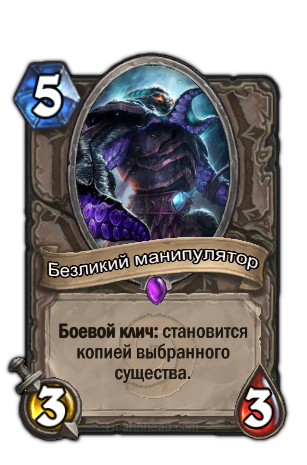 5
Безликий манипулятор
Боевой клич: становится
копией выбранного
существа.
3
3